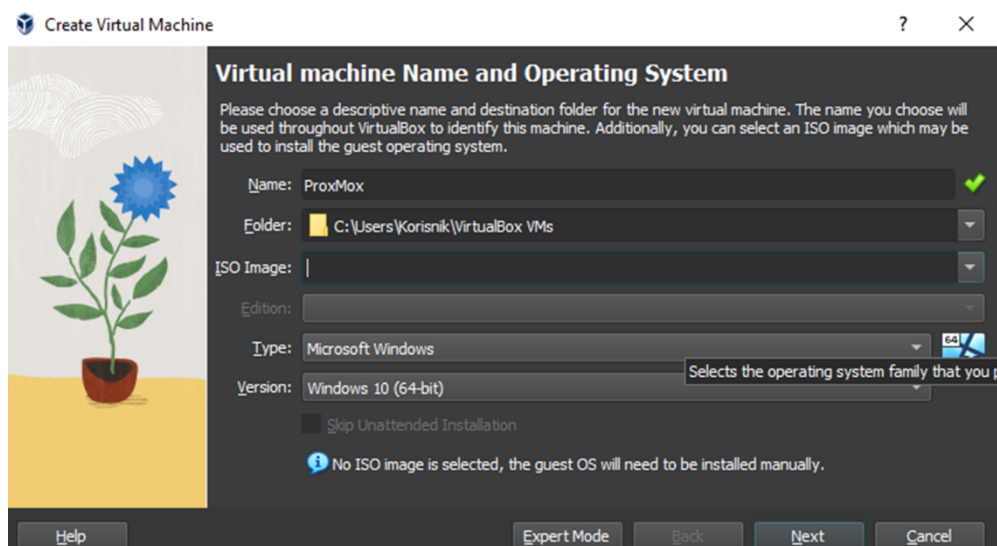 Create Virtual Machine
?
Virtual machine Name and Operating System
Please choose a descriptive name and destination folder for the new virtual machine. The name you choose will
be used throughout VirtualBox to identify this machine. Additionally, you can select an ISO image which may be
used to install the guest operating system.
Name: ProxMox
Folder: C:\Users\Korisnik\VirtualBox VMs
ISO Image:
Edition:
Type: Microsoft Windows
64
Selects the operating system family that you p
Version: Windows 10 (64-bit)
Skip Unattended Installation
No ISO image is selected, the guest OS will need to be installed manually.
Help Expert Mode Back Next Cancel